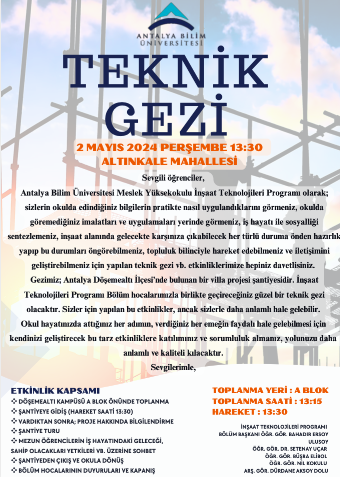 ANTALYA BİLİM
ÜNİVERSİTESİ
TEKNİK
GEZİ
2 MAYIS 2024 PERŞEMBE 13:30
ALTINKALE MAHALLESİ
Sevgili öğrenciler,
Antalya Bilim Üniversitesi Meslek Yüksekokulu İnşaat Teknolojileri Programı olarak;
sizlerin okulda edindiğiniz bilgilerin pratikte nasıl uygulandıklarını görmeniz, okulda
göremediğiniz imalatları ve uygulamaları yerinde görmeniz, iş hayatı ile sosyalliği
sentezlemeniz, inşaat alanında gelecekte karşınıza çıkabilecek her türlü duruma önden hazırlık
yapıp bu durumları öngörebilmeniz, topluluk bilinciyle hareket edebilmeniz ve iletişimini
geliştirebilmeniz için yapılan teknik gezi vb. etkinliklerimize hepiniz davetlisiniz.
Gezimiz; Antalya Döşemealtı İlçesi'nde bulunan bir villa projesi şantiyesidir. İnşaat
Teknolojileri Programı Bölüm hocalarımızla birlikte geçireceğiniz güzel bir teknik gezi
olacaktır. Sizler için yapılan bu etkinlikler, ancak sizlerle daha anlamlı hale gelebilir.
Okul hayatınızda attığınız her adımın, verdiğiniz her emeğin faydalı hale gelebilmesi için
kendinizi geliştirecek bu tarz etkinliklere katılımınız ve sorumluluk almanız, yolunuzu daha
anlamlı ve kaliteli kılacaktır.
Sevgilerimle,
ETKİNLİK KAPSAMI
❖ DÖŞEMEALTI KAMPÜSÜ A BLOK ÖNÜNDE TOPLANMA
❖ ŞANTİYEYE GİDİŞ (HAREKET SAATİ 13:30)
❖ VARDIKTAN SONRA; PROJE HAKKINDA BİLGİLENDİRME
❖ ŞANTİYE TURU
❖ MEZUN ÖĞRENCİLERİN İŞ HAYATINDAKİ GELECEĞİ,
SAHİP OLACAKLARI YETKİLERİ VB. ÜZERİNE SOHBET
❖ ŞANTİYEDEN ÇIKIŞ VE OKULA DÖNÜŞ
❖ BÖLÜM HOCALARININ DUYURULARI VE KAPANIŞ
TOPLANMA YERİ : A BLOK
TOPLANMA SAATİ : 13:15
HAREKET : 13:30
İNŞAAT TEKNOLOJİLERİ PROGRAMI
BÖLÜM BAŞKANI ÖĞR. GÖR. BAHADIR ERSOY
ULUSOY
ÖĞR. GÖR. DR. SETENAY UÇAR
ÖĞR. GÖR. BÜŞRA ELİBOL
ÖĞR. GÖR. NİL KOKULU
ARŞ. GÖR. DÜRDANE AKSOY DOLU